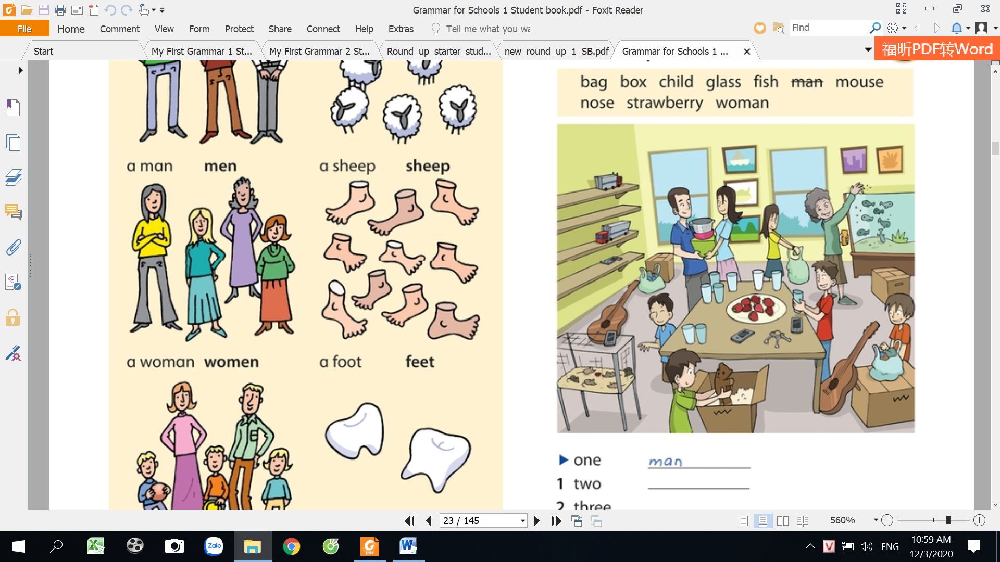 Grammar for Schools 1 Student book.pdf - Foxit Reader
File Home Comment View Form Protect Share Connect Help Extras Tell me what you wa Find
Start My First Grammar 1 St... My First Grammar 2 St... Round_up_starter_stud... new_round_up_1_SB.pdf Grammar for Schools 1 ... 福昕PDF转Word
a man men a sheep sheep
a woman women a foot feet
bag box child glass fish man mouse
nose strawberry woman
one man
1 two
2 three
23 / 145 560%
Zalo PDF ENG 10:59 AM
12/3/2020